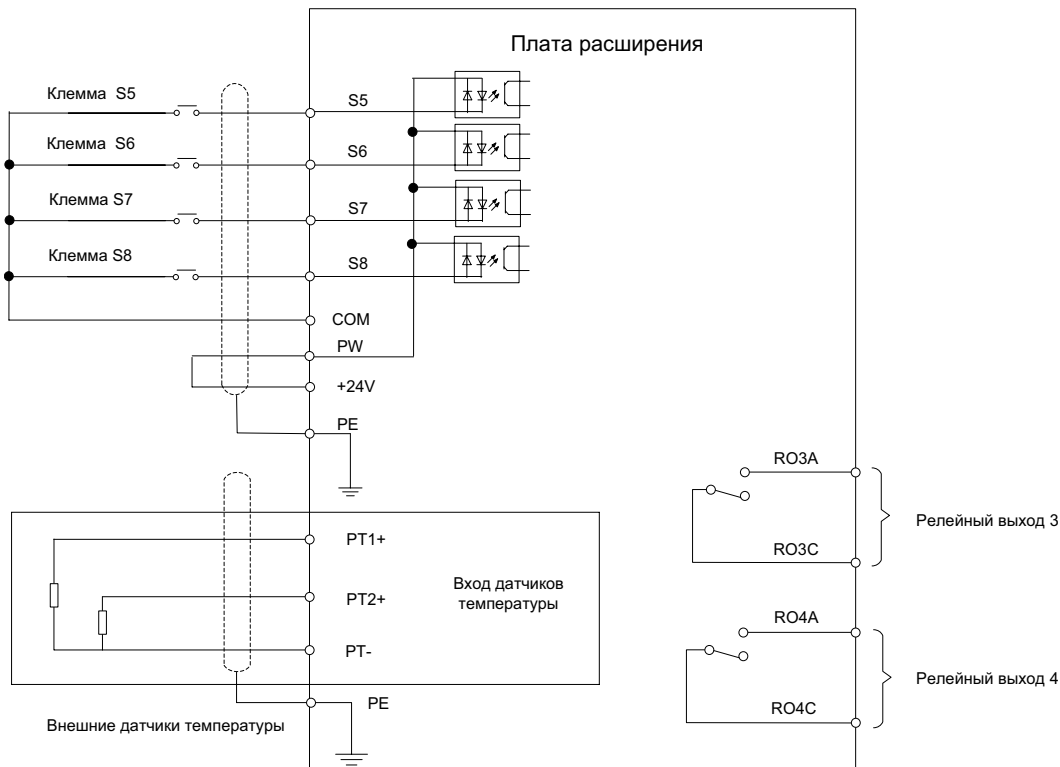 Плата расширения
Клемма S5
S5
Клемма S6
S6
Клемма S7
S7
Клемма S8
S8
COM
PW
+24V
PE
RO3A
Релейный выход 3
RO3C
PT1+
Вход датчиков
температуры
PT2+
PT-
RO4A
Релейный выход 4
RO4C
PE
Внешние датчики температуры